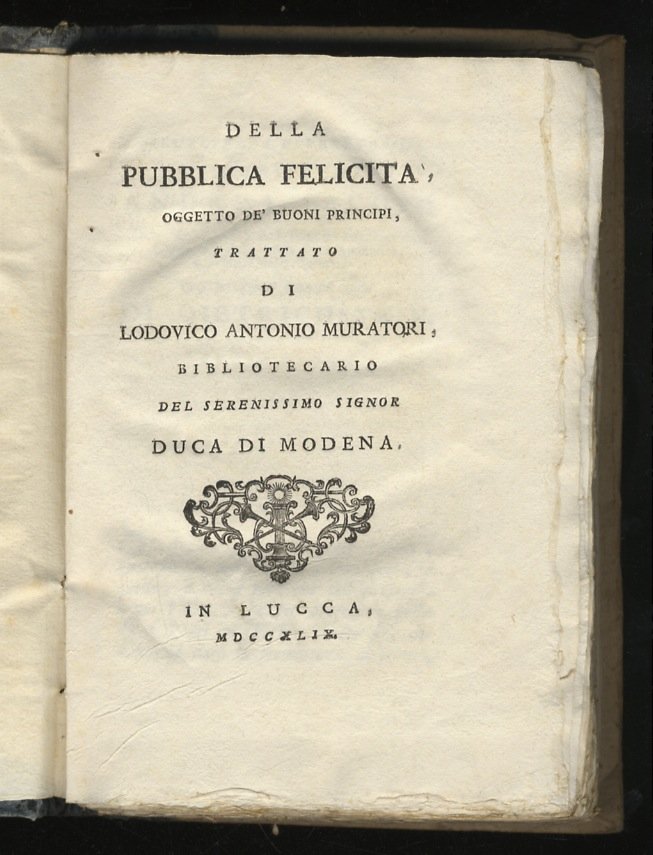 DELLA
PUBBLICA FELICITA',
OGGETTO DE' BUONI PRINCIPI,
TRATTATO
DI
LODOVICO ANTONIO MURATORI,
BIBLIOTECARIO
DEL SERENISSIMO SIGNOR
DUCA DI MODENA.
IN LUCCA,
MDCCXLIX.